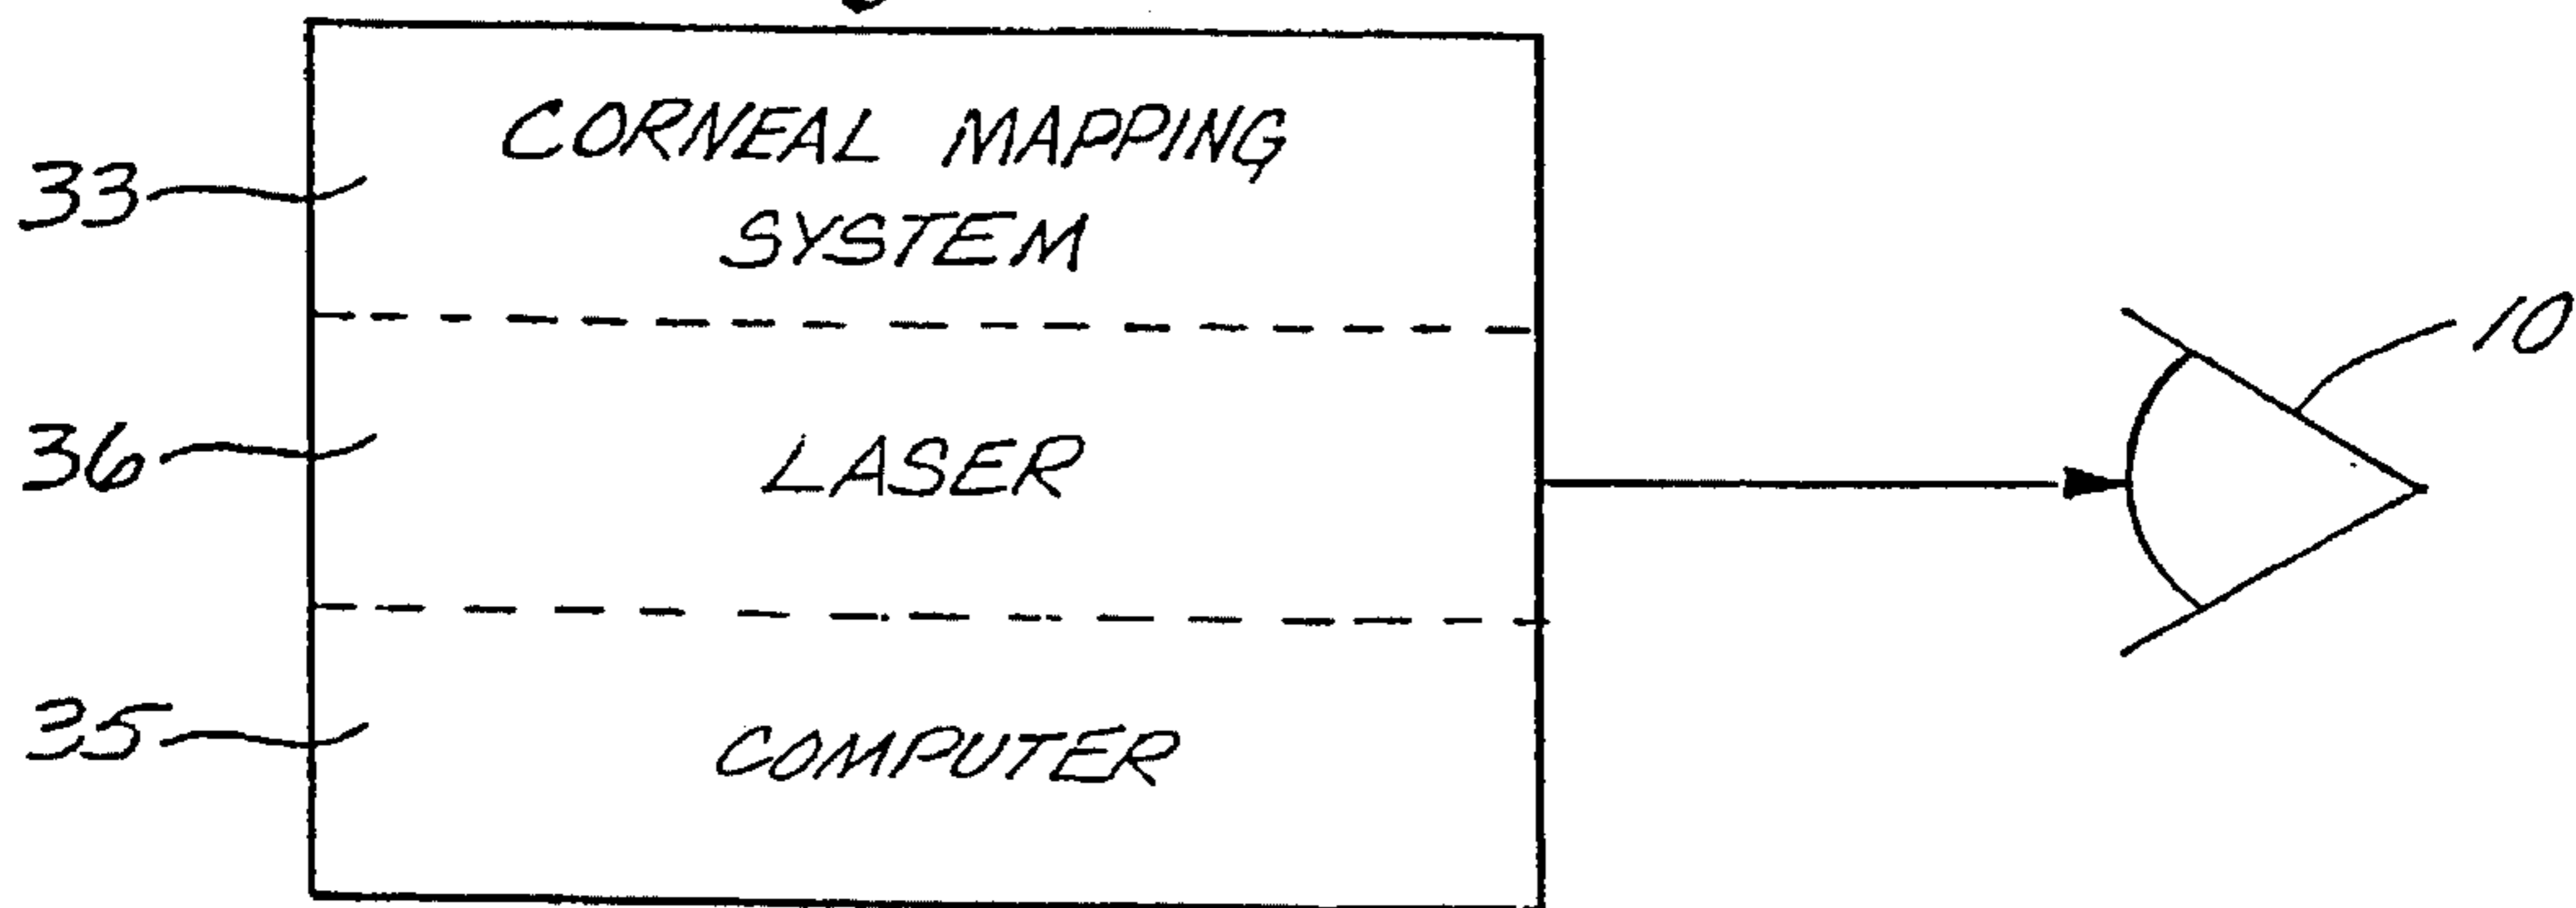 CORNEAL MAPPING
SYSTEM
33
LASER
36
10
COMPUTER
35